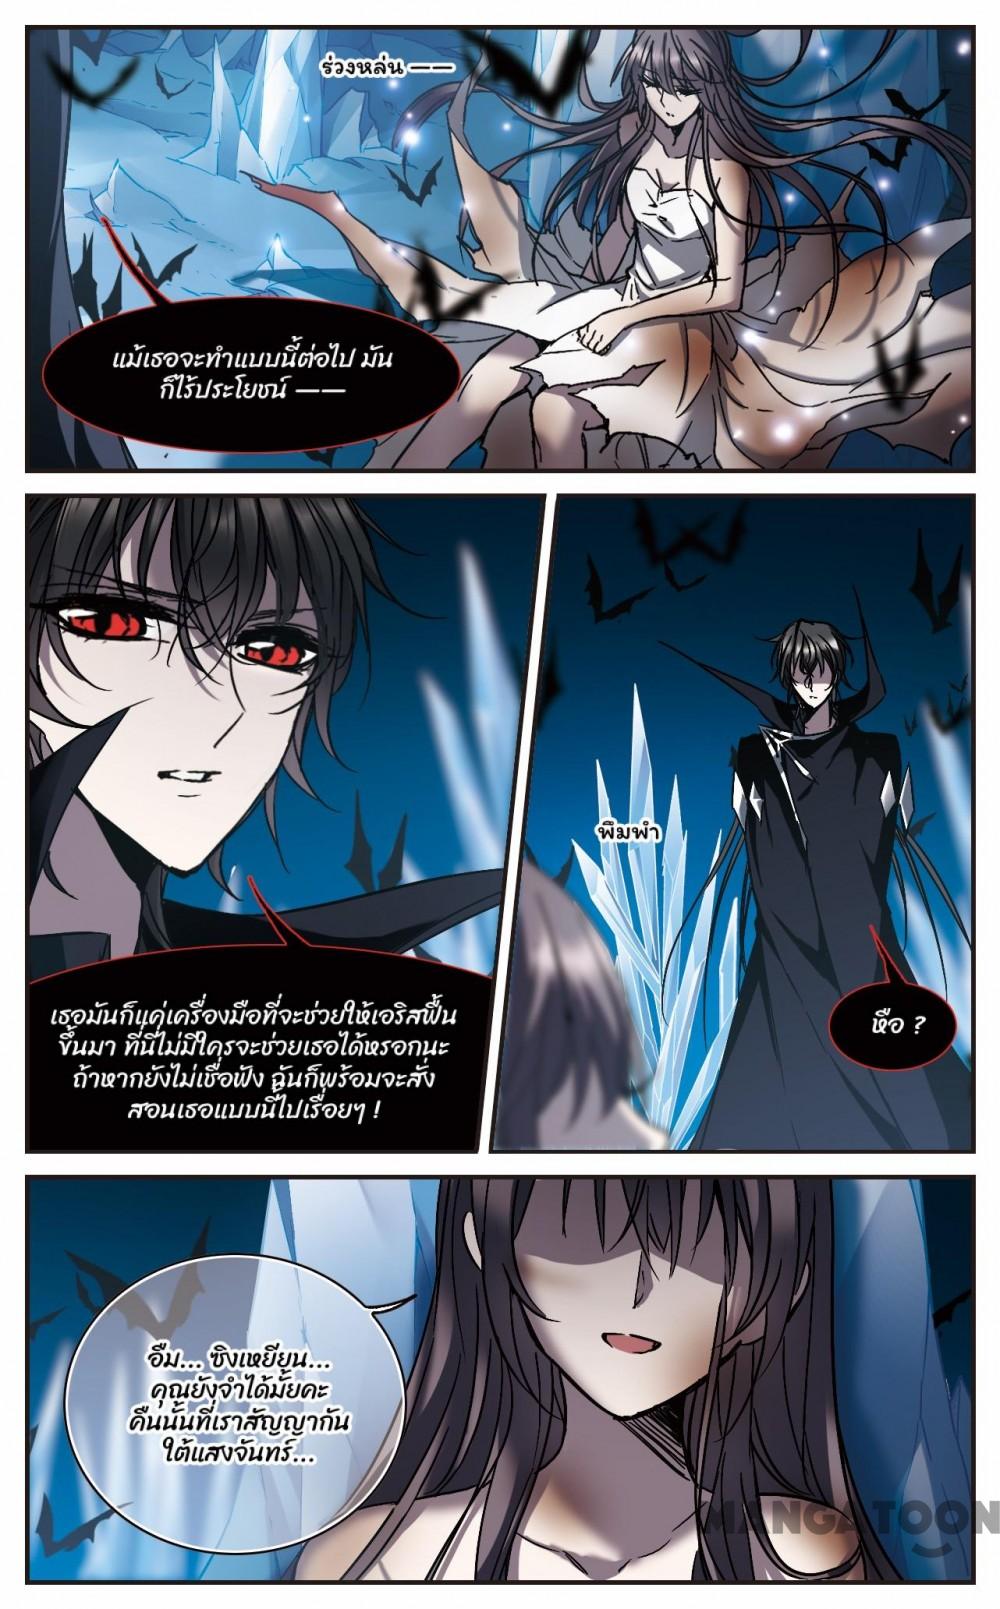 ร่วงหล่น ——
แม้เธอจะทำแบบนี้ต่อไป มัน
ก็ไร้ประโยชน์ ——
พึมพำ
หือ ?
เธอมันก็แค่เครื่องมือที่จะช่วยให้เอริสฟื้น
ขึ้นมา ที่นี่ไม่มีใครจะช่วยเธอได้หรอกนะ
ถ้าหากยังไม่เชื่อฟัง ฉันก็พร้อมจะสั่ง
สอนเธอแบบนี้ไปเรื่อยๆ !
อืม... ซิงเหยียน...
คุณยังจำได้มั้ยคะ
คืนนั้นที่เราสัญญากัน
ใต้แสงจันทร์...
MANGATOON